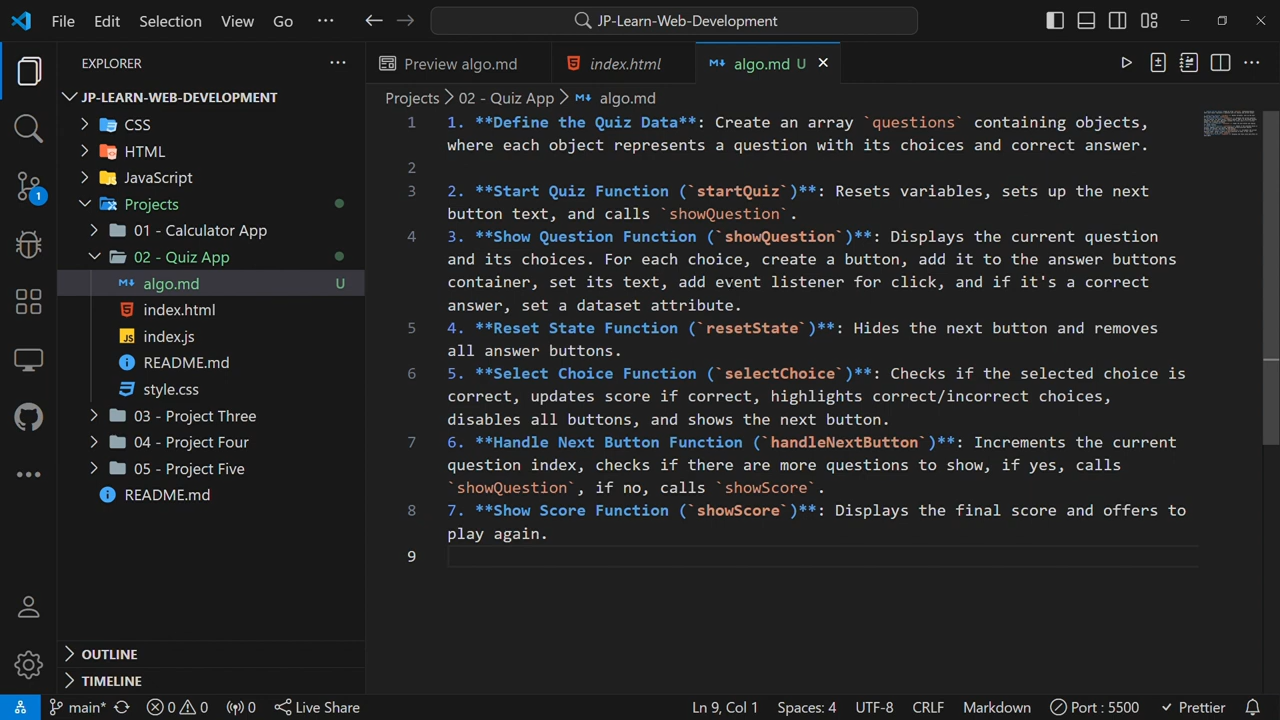 File Edit Selection View Go ··· JP-Learn-Web-Development
EXPLORER ···
Preview algo.md index.html algo.md U
JP-LEARN-WEB-DEVELOPMENT
Projects > 02 - Quiz App > algo.md
CSS
HTML
JavaScript
Projects
01 - Calculator App
02 - Quiz App
algo.md U
index.html
index.js
README.md
style.css
03 - Project Three
04 - Project Four
05 - Project Five
README.md
1
OUTLINE
TIMELINE
1 1. **Define the Quiz Data**: Create an array `questions` containing objects,
where each object represents a question with its choices and correct answer.
2
3 2. **Start Quiz Function (`startQuiz`)**: Resets variables, sets up the next
button text, and calls `showQuestion`.
4 3. **Show Question Function (`showQuestion`)**: Displays the current question
and its choices. For each choice, create a button, add it to the answer buttons
container, set its text, add event listener for click, and if it's a correct
answer, set a dataset attribute.
5 4. **Reset State Function (`resetState`)**: Hides the next button and removes
all answer buttons.
6 5. **Select Choice Function (`selectChoice`)**: Checks if the selected choice is
correct, updates score if correct, highlights correct/incorrect choices,
disables all buttons, and shows the next button.
7 6. **Handle Next Button Function (`handleNextButton`)**: Increments the current
question index, checks if there are more questions to show, if yes, calls
`showQuestion`, if no, calls `showScore`.
8 7. **Show Score Function (`showScore`)**: Displays the final score and offers to
play again.
9
main* 0 0 0 Live Share Ln 9, Col 1 Spaces: 4 UTF-8 CRLF Markdown Port : 5500 Prettier